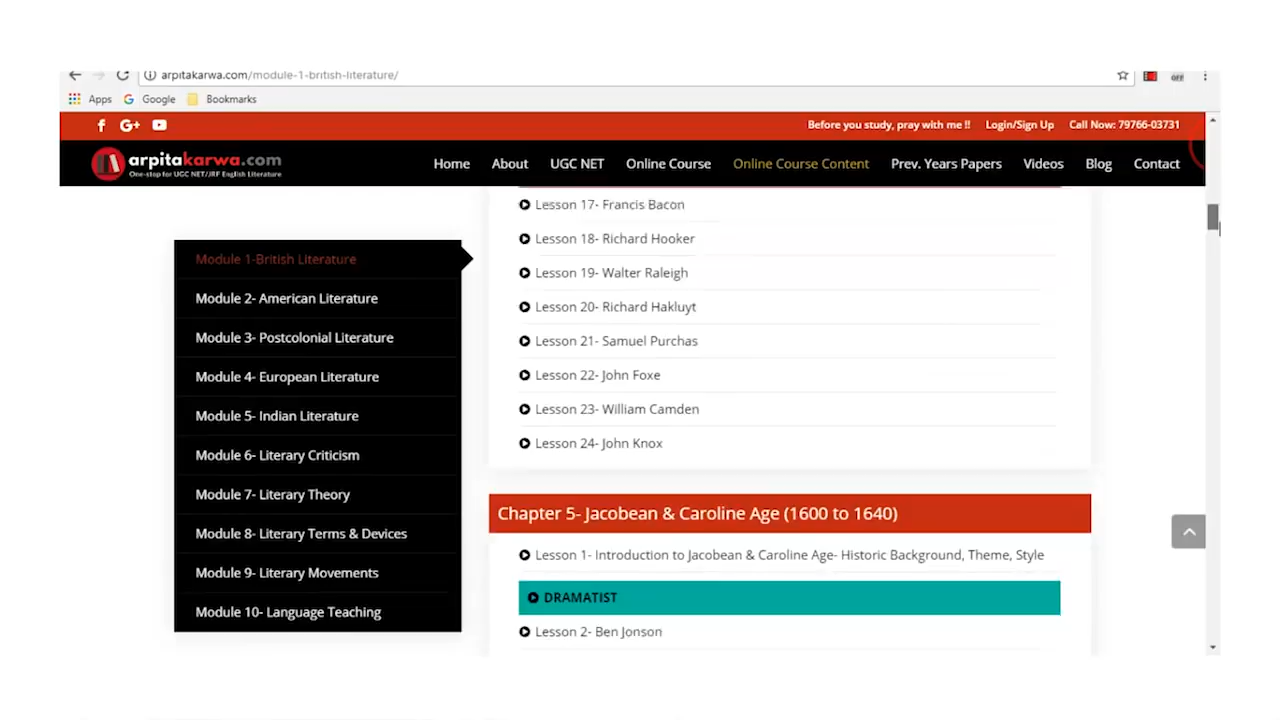 arpitakarwa.com/module-1-british-literature/
OFF
Apps Google Bookmarks
f G+ Before you study, pray with me !! Login/Sign Up Call Now: 79766-03731
arpitakarwa.com
One-stop for UGC NET/JRF English Literature
Home About UGC NET Online Course Online Course Content Prev. Years Papers Videos Blog Contact
Module 1-British Literature
Module 2- American Literature
Module 3- Postcolonial Literature
Module 4- European Literature
Module 5- Indian Literature
Module 6- Literary Criticism
Module 7- Literary Theory
Module 8- Literary Terms & Devices
Module 9- Literary Movements
Module 10- Language Teaching
Lesson 17- Francis Bacon
Lesson 18- Richard Hooker
Lesson 19- Walter Raleigh
Lesson 20- Richard Hakluyt
Lesson 21- Samuel Purchas
Lesson 22- John Foxe
Lesson 23- William Camden
Lesson 24- John Knox
Chapter 5- Jacobean & Caroline Age (1600 to 1640)
Lesson 1- Introduction to Jacobean & Caroline Age- Historic Background, Theme, Style
DRAMATIST
Lesson 2- Ben Jonson